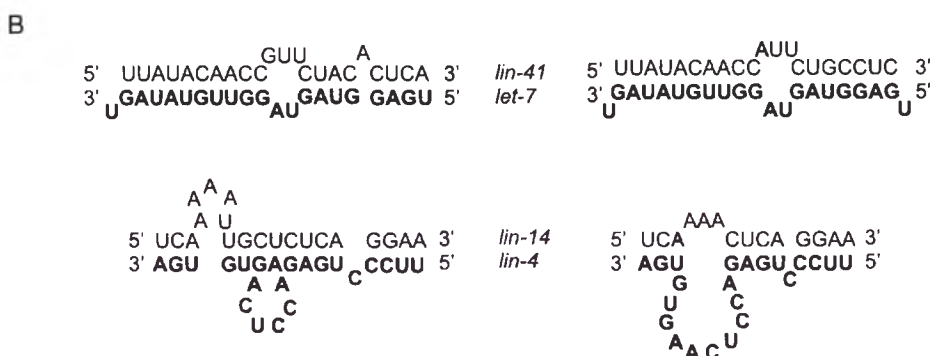 B
GUU A AUU
5' UUAUACAACC CUAC CUCA 3' lin-41 5' UUAUACAACC CUGCCUC 3'
3' GAUAUGUUGG GAUG GAGU 5' let-7 3' GAUAUGUUGG GAUGGAG 5'
U AU U AU U
A
A A
A U AAA
5' UCA UGCUCUCA GGAA 3' lin-14 5' UCA CUCA GGAA 3'
3' AGU GUGAGAGU CCUU 5' lin-4 3' AGU GAGU CCUU 5'
A A C G A C
C C U C
U C C G C
A A C U